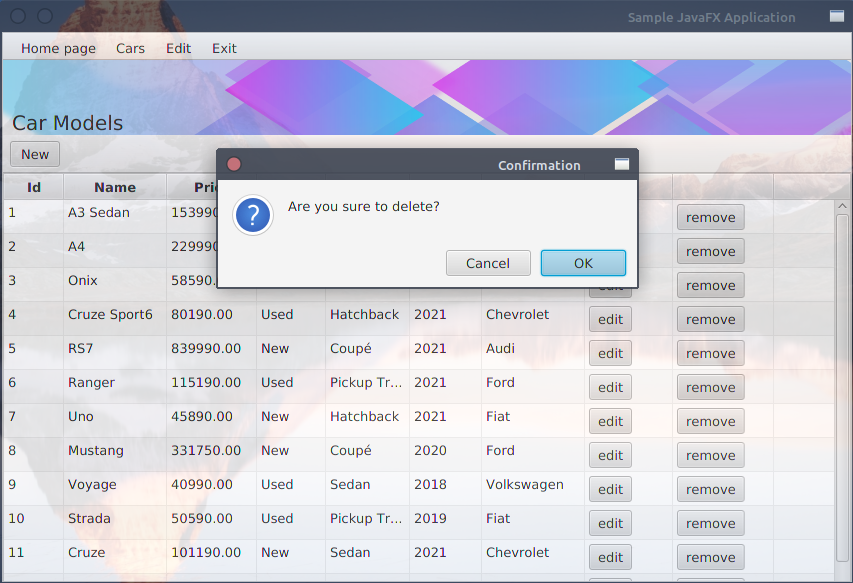 Sample JavaFX Application
Home page Cars Edit Exit
Car Models
New
Confirmation
Are you sure to delete?
Cancel OK
Id Name
1 A3 Sedan remove
2 A4 remove
3 Onix edit remove
4 Cruze Sport6 80190.00 Used Hatchback 2021 Chevrolet edit remove
5 RS7 839990.00 New Coupé 2021 Audi edit remove
6 Ranger 115190.00 Used Pickup Tr... 2021 Ford edit remove
7 Uno 45890.00 New Hatchback 2021 Fiat edit remove
8 Mustang 331750.00 New Coupé 2020 Ford edit remove
9 Voyage 40990.00 Used Sedan 2018 Volkswagen edit remove
10 Strada 50590.00 Used Pickup Tr... 2019 Fiat edit remove
11 Cruze 101190.00 New Sedan 2021 Chevrolet edit remove